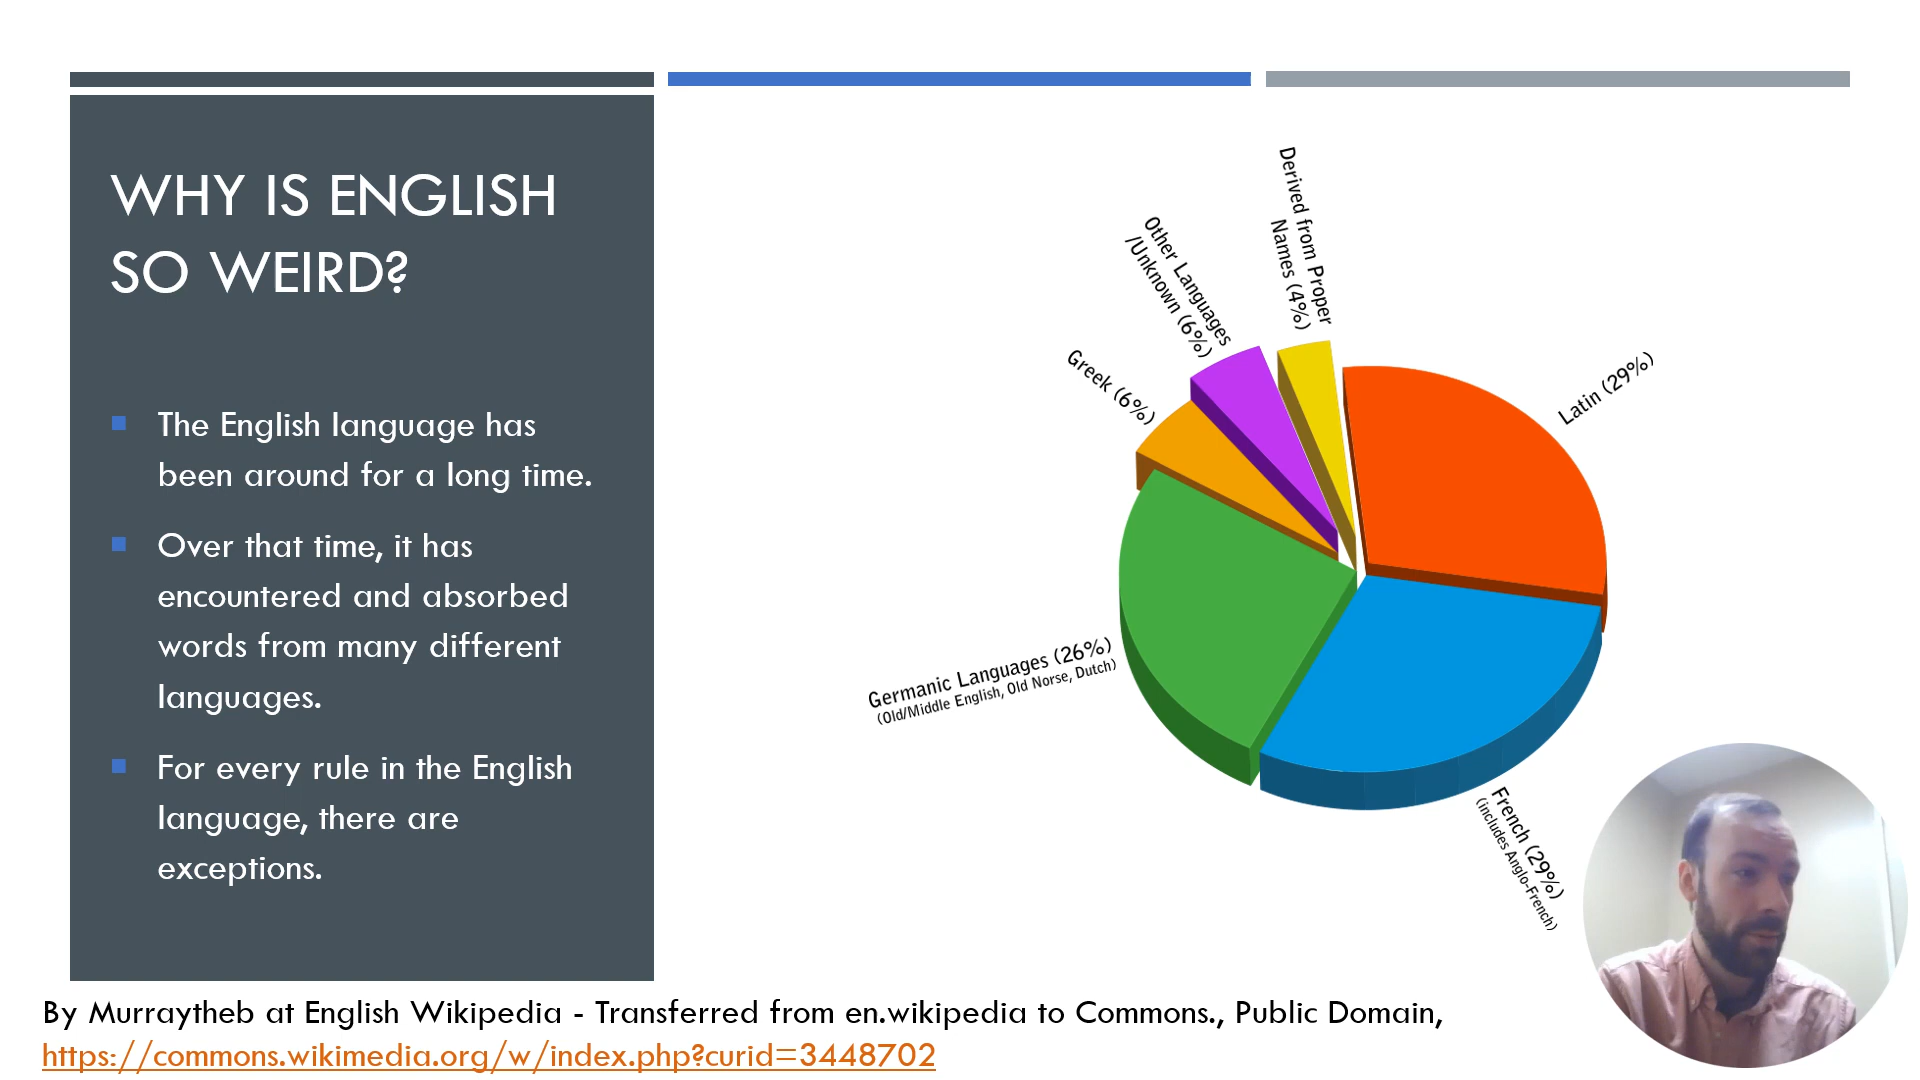 WHY IS ENGLISH
SO WEIRD?
The English language has
been around for a long time.
Over that time, it has
encountered and absorbed
words from many different
languages.
For every rule in the English
language, there are
exceptions.
Derived from Proper
Names (4%)
Other Languages
/Unknown (6%)
Greek (6%)
Latin (29%)
Germanic Languages (26%)
(Old/Middle English, Old Norse, Dutch)
French (29%)
(includes Anglo-French)
By Murraytheb at English Wikipedia - Transferred from en.wikipedia to Commons., Public Domain,
https://commons.wikimedia.org/w/index.php?curid=3448702